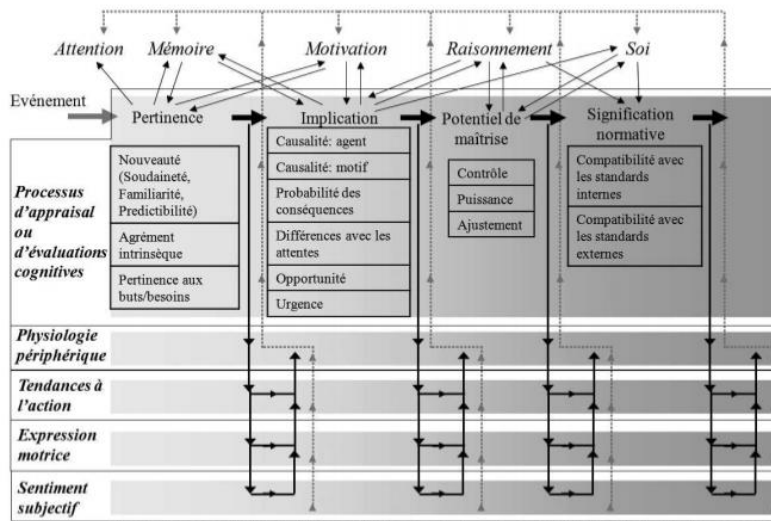 Attention Mémoire Motivation Raisonnement Soi
Evénement
Pertinence
Implication
Potentiel de
maîtrise
Signification
normative
Processus
d'appraisal
ou
d'évaluations
cognitives
Nouveauté
(Soudaineté,
Familiarité,
Predictibilité)
Agrément
intrinsèque
Pertinence aux
buts/besoins
Causalité: agent
Causalité: motif
Probabilité des
conséquences
Différences avec les
attentes
Opportunité
Urgence
Contrôle
Puissance
Ajustement
Compatibilité avec
les standards
internes
Compatibilité avec
les standards
externes
Physiologie
périphérique
Tendances à
l'action
Expression
motrice
Sentiment
subjectif